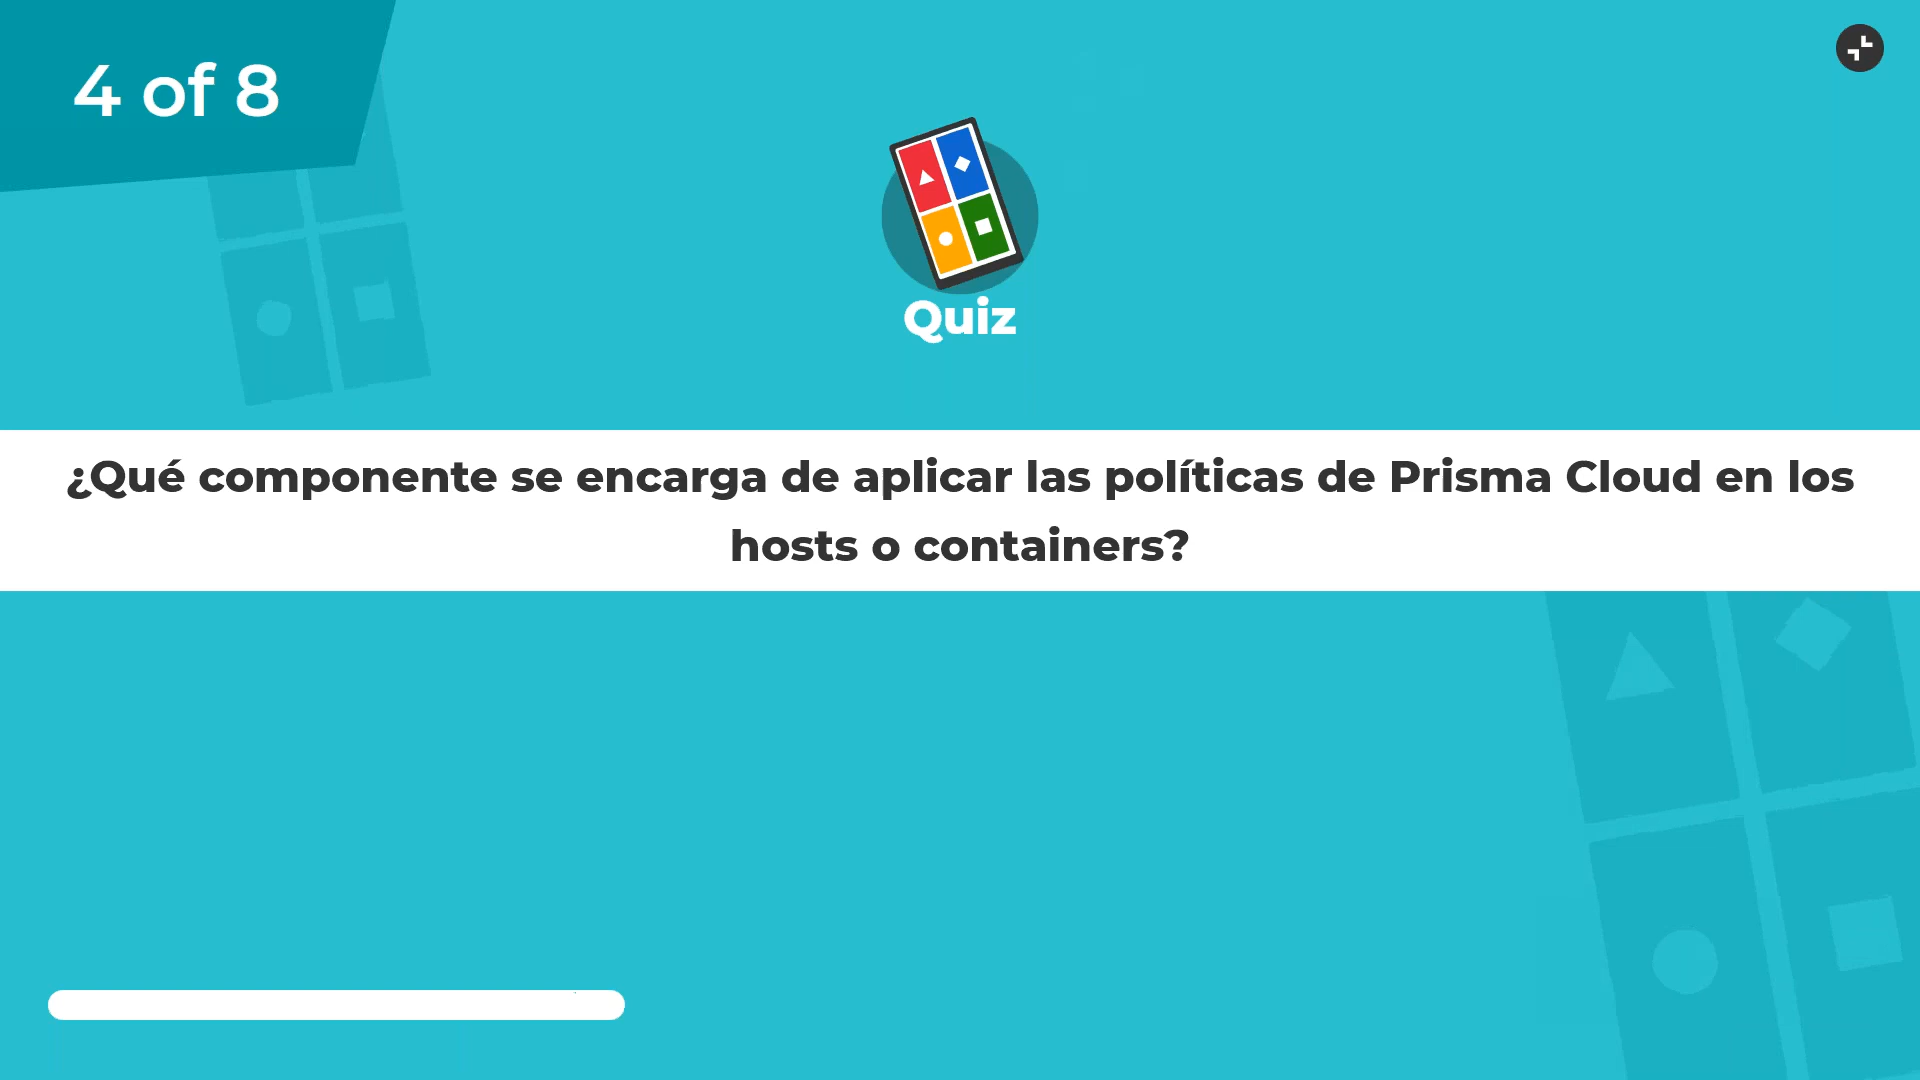 4 of 8
Quiz
¿Qué componente se encarga de aplicar las políticas de Prisma Cloud en los
hosts o containers?